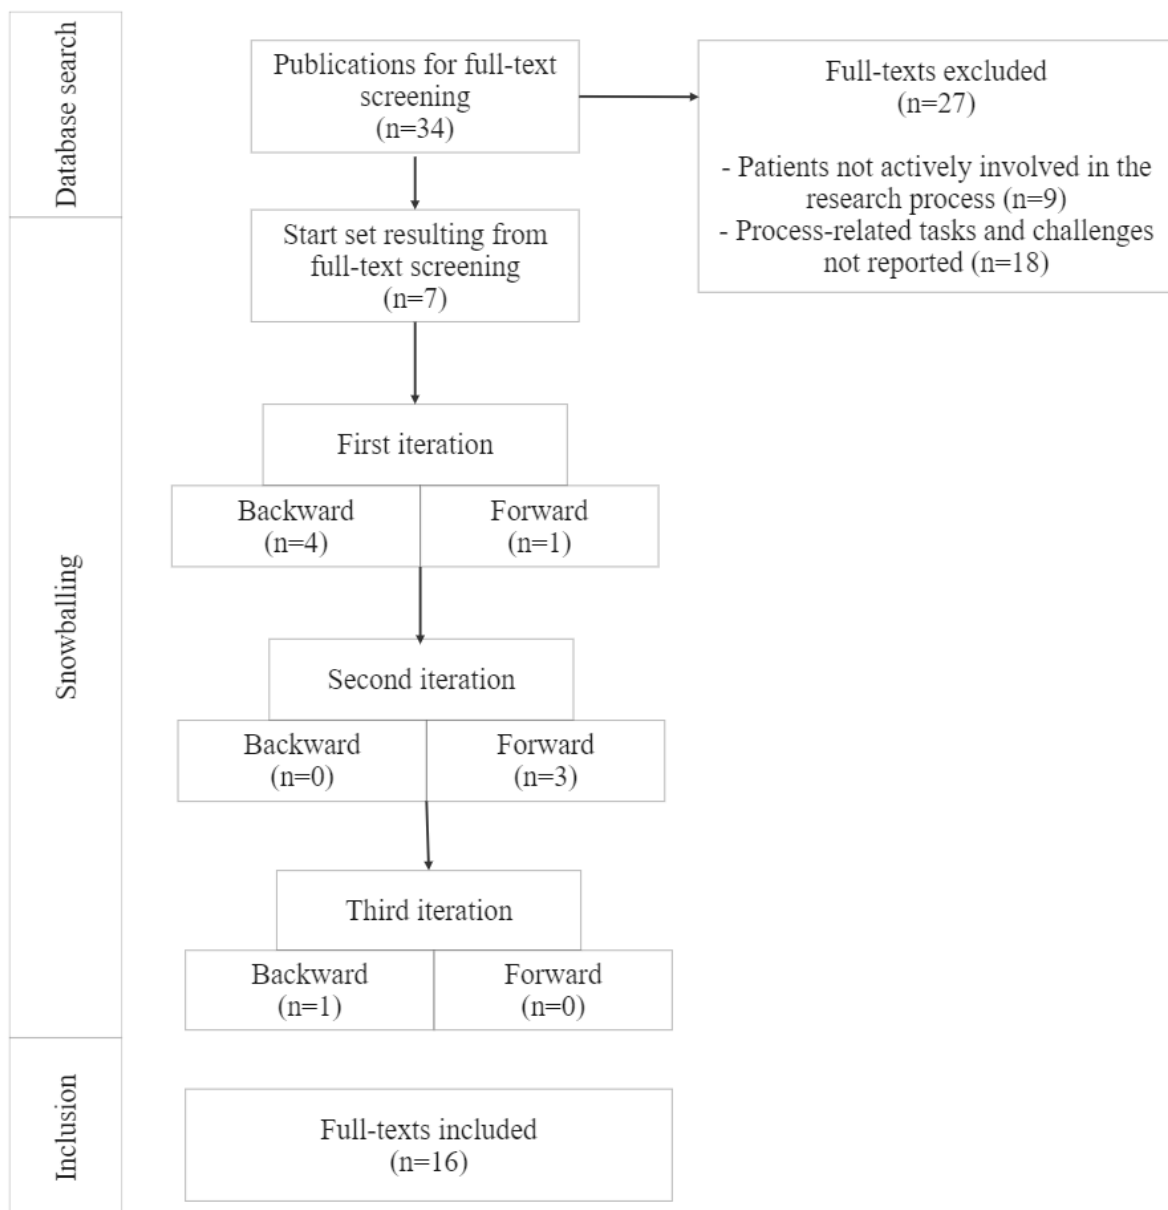 Database search
Publications for full-text
screening
(n=34)
Full-texts excluded
(n=27)
- Patients not actively involved in the
research process (n=9)
- Process-related tasks and challenges
not reported (n=18)
Snowballing
Start set resulting from
full-text screening
(n=7)
First iteration
Backward
(n=4)
Forward
(n=1)
Second iteration
Backward
(n=0)
Forward
(n=3)
Third iteration
Backward
(n=1)
Forward
(n=0)
Inclusion
Full-texts included
(n=16)